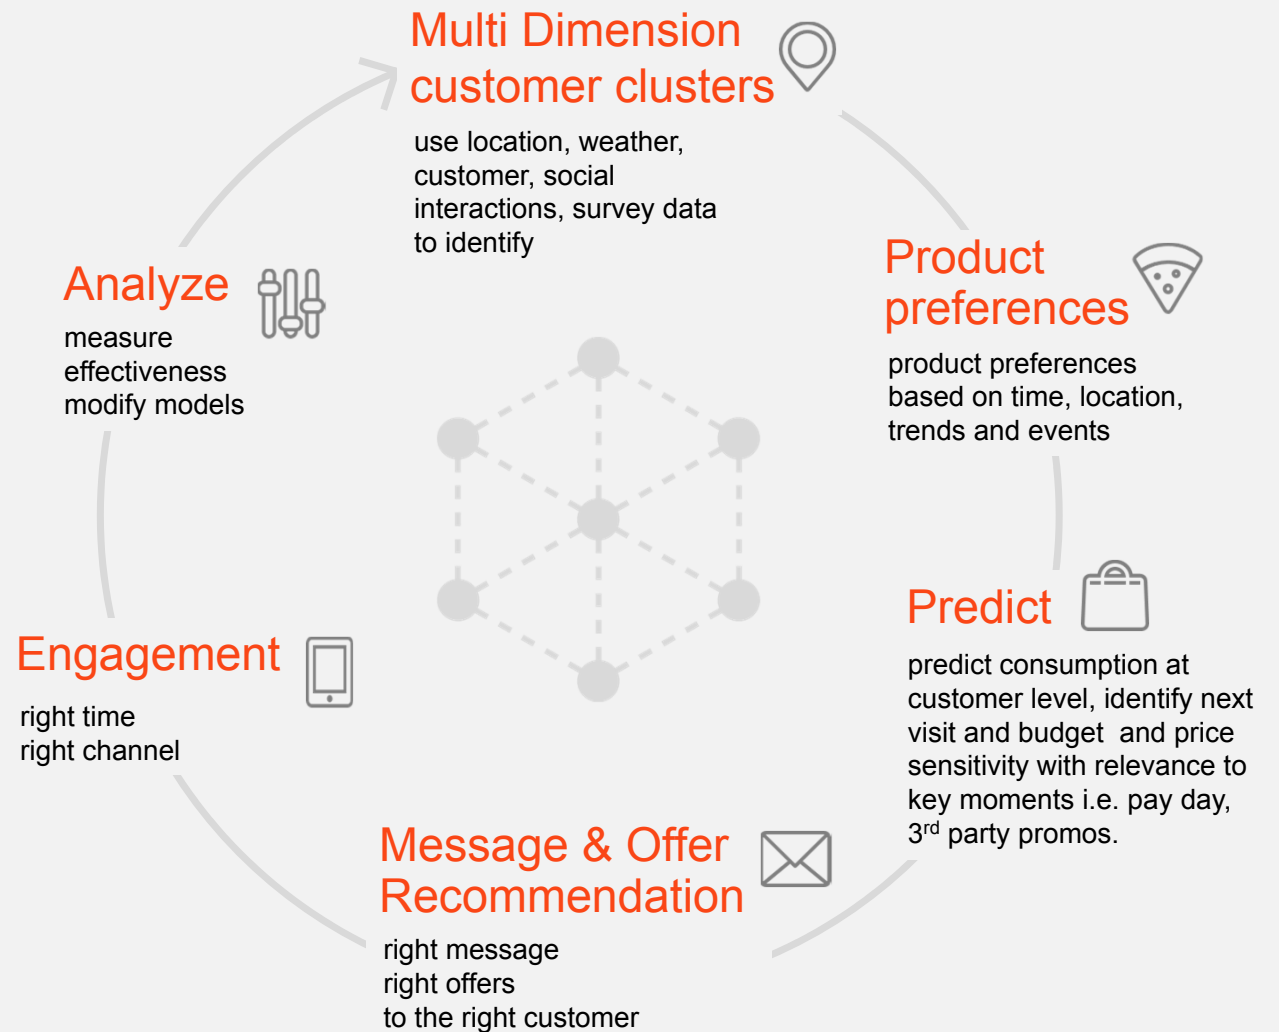 Multi Dimension
customer clusters
use location, weather,
customer, social
interactions, survey data
to identify
Product
preferences
product preferences
based on time, location,
trends and events
Predict
predict consumption at
customer level, identify next
visit and budget  and price
sensitivity with relevance to
key moments i.e. pay day,
3rd party promos.
Message & Offer
Recommendation
right message
right offers
to the right customer
Engagement
right time
right channel
Analyze
measure
effectiveness
modify models